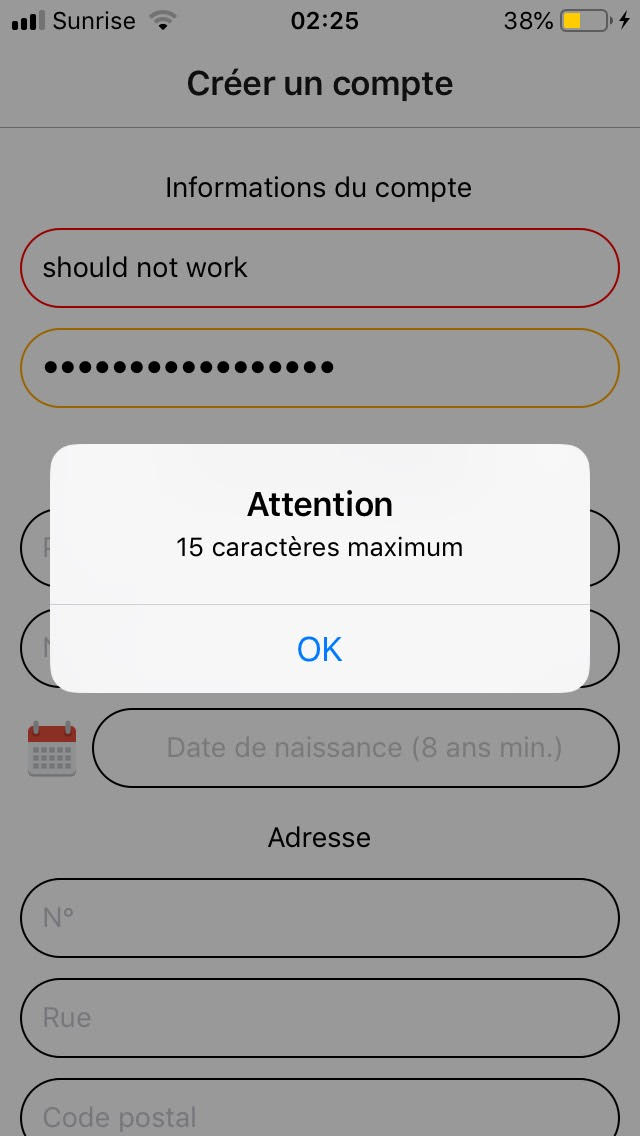 Sunrise 02:25 38%
Créer un compte
Informations du compte
should not work
•••••••••••••••••
Attention
15 caractères maximum
OK
Date de naissance (8 ans min.)
Adresse
N°
Rue
Code postal